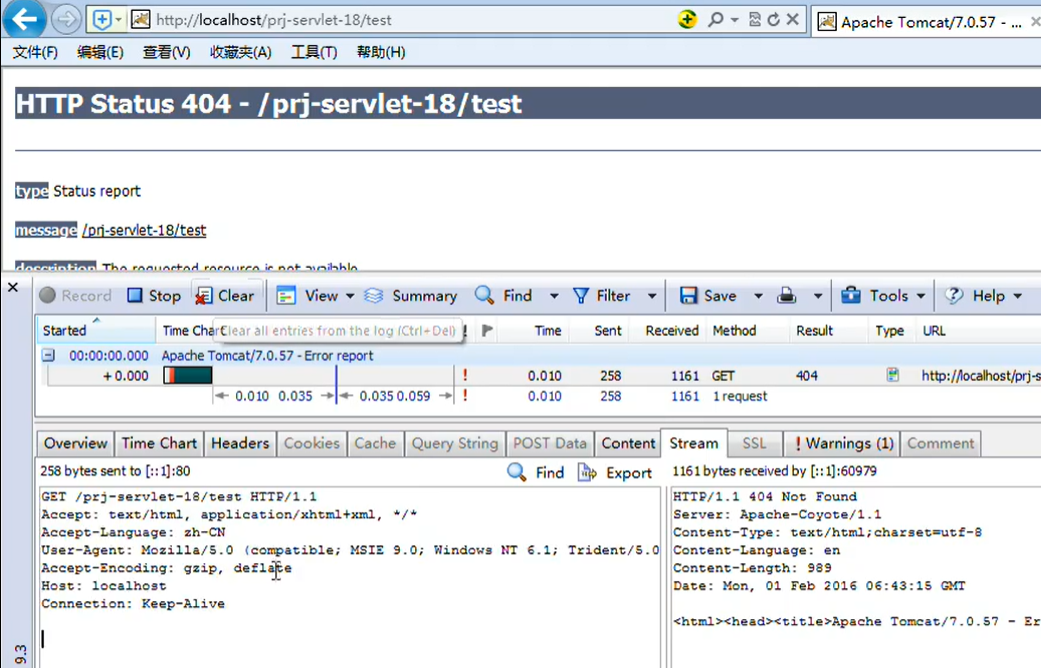 http://localhost/prj-servlet-18/test
Apache Tomcat/7.0.57 - ...
文件(F) 编辑(E) 查看(V) 收藏夹(A) 工具(T) 帮助(H)
HTTP Status 404 - /prj-servlet-18/test
type Status report
message /prj-servlet-18/test
description The requested resource is not available
Record Stop Clear View Summary Find Filter Save Tools Help
Started Time Chart Clear all entries from the log (Ctrl+Del) ! Time Sent Received Method Result Type URL
00:00:00.000 Apache Tomcat/7.0.57 - Error report
+ 0.000 ! 0.010 258 1161 GET 404 http://localhost/prj-s
0.010 0.035 0.035 0.059 ! 0.010 258 1161 1 request
Overview Time Chart Headers Cookies Cache Query String POST Data Content Stream SSL ! Warnings (1) Comment
258 bytes sent to [::1]:80 Find Export
GET /prj-servlet-18/test HTTP/1.1
Accept: text/html, application/xhtml+xml, */*
Accept-Language: zh-CN
User-Agent: Mozilla/5.0 (compatible; MSIE 9.0; Windows NT 6.1; Trident/5.0
Accept-Encoding: gzip, deflate
Host: localhost
Connection: Keep-Alive
1161 bytes received by [::1]:60979
HTTP/1.1 404 Not Found
Server: Apache-Coyote/1.1
Content-Type: text/html;charset=utf-8
Content-Language: en
Content-Length: 989
Date: Mon, 01 Feb 2016 06:43:15 GMT
<html><head><title>Apache Tomcat/7.0.57 - Er
9.3